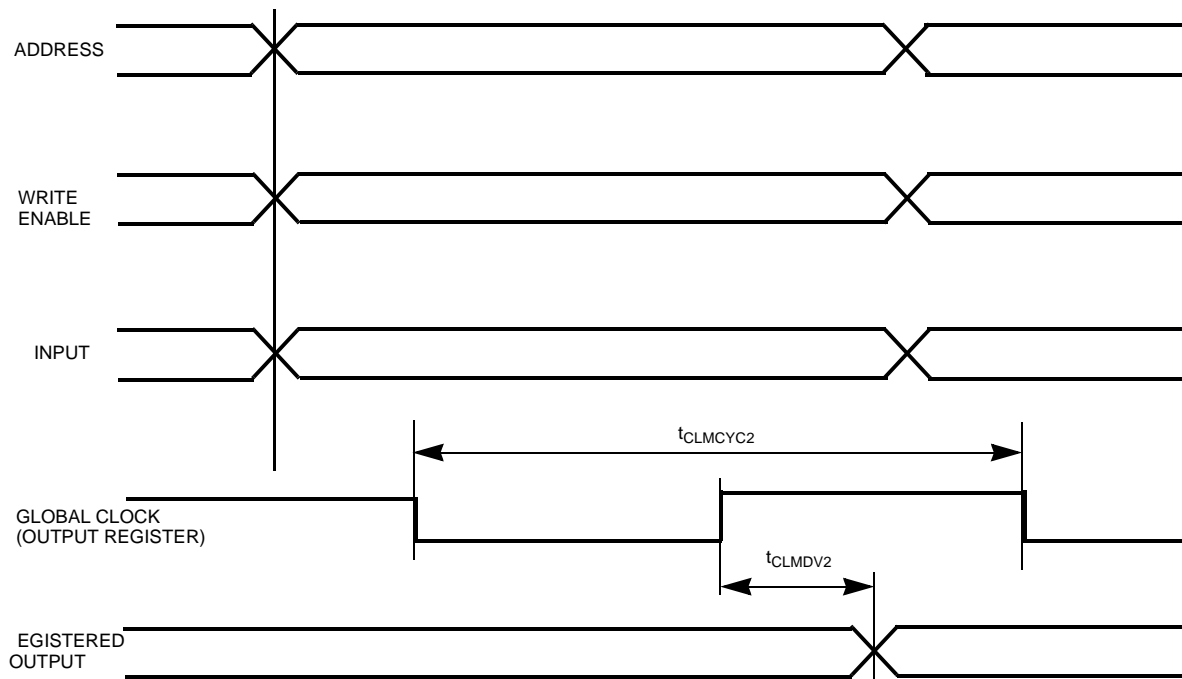 ADDRESS
WRITE
ENABLE
INPUT
tCLMCYC2
GLOBAL CLOCK
(OUTPUT REGISTER)
tCLMDV2
EGISTERED
OUTPUT